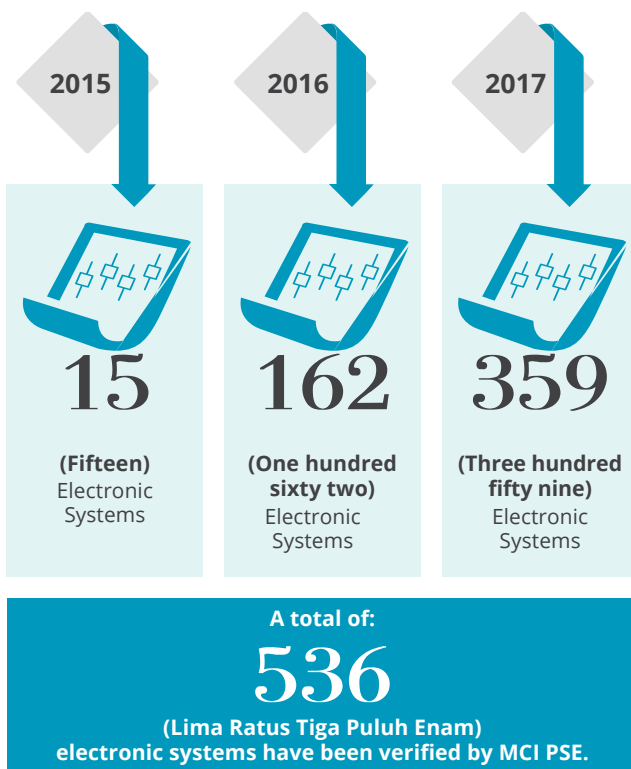 2015
2016
2017
15
(Fifteen)
Electronic
Systems
162
(One hundred
sixty two)
Electronic
Systems
359
(Three hundred
fifty nine)
Electronic
Systems
A total of:
536
(Lima Ratus Tiga Puluh Enam)
electronic systems have been verified by MCI PSE.